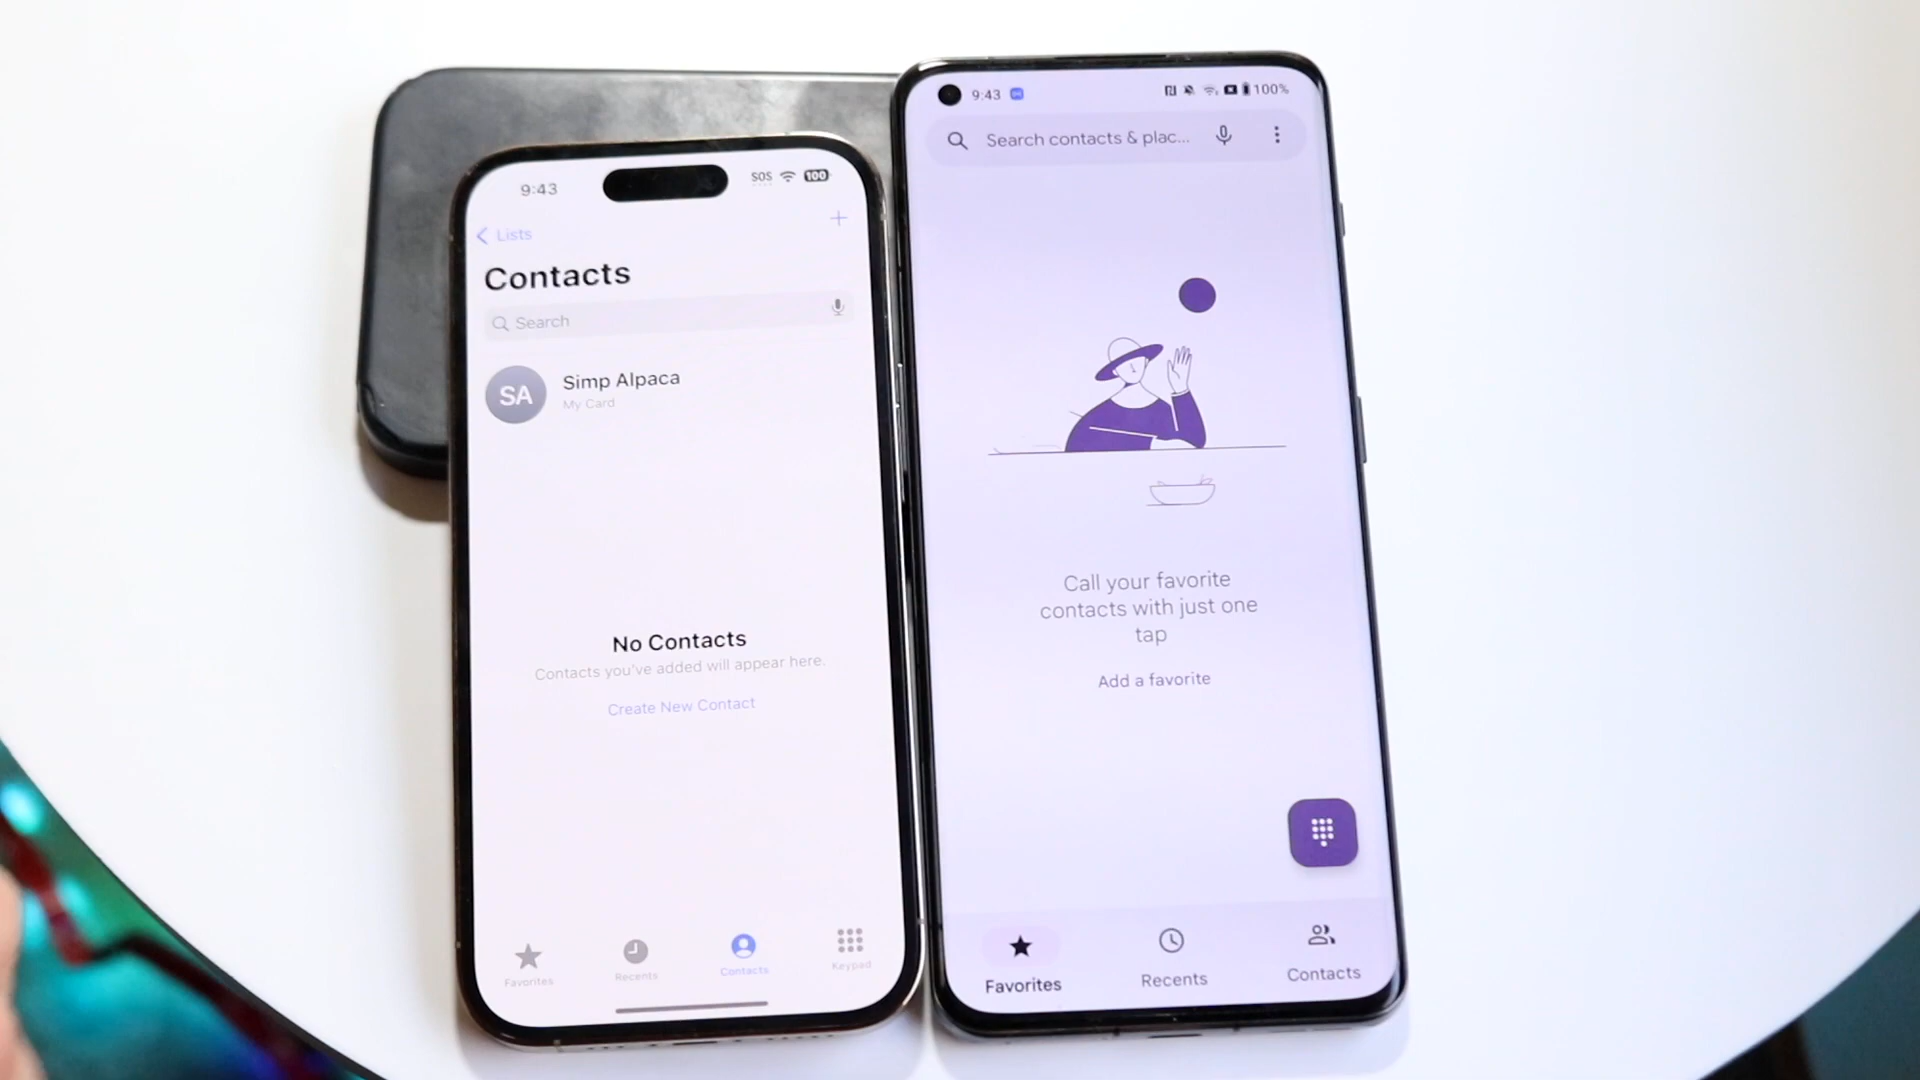 9:43
SOS
100
Lists
Contacts
Search
SA
Simp Alpaca
My Card
No Contacts
Contacts you've added will appear here.
Create New Contact
Favorites
Recents
Contacts
Keypad
9:43
100%
Search contacts & plac...
Call your favorite
contacts with just one
tap
Add a favorite
Favorites
Recents
Contacts